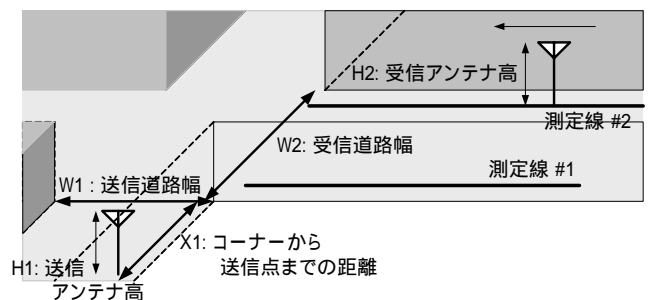 H2: 受信アンテナ高
測定線 #2
W2: 受信道路幅
測定線 #1
W1 : 送信道路幅
X1: コーナーから
送信点までの距離
H1: 送信
アンテナ高